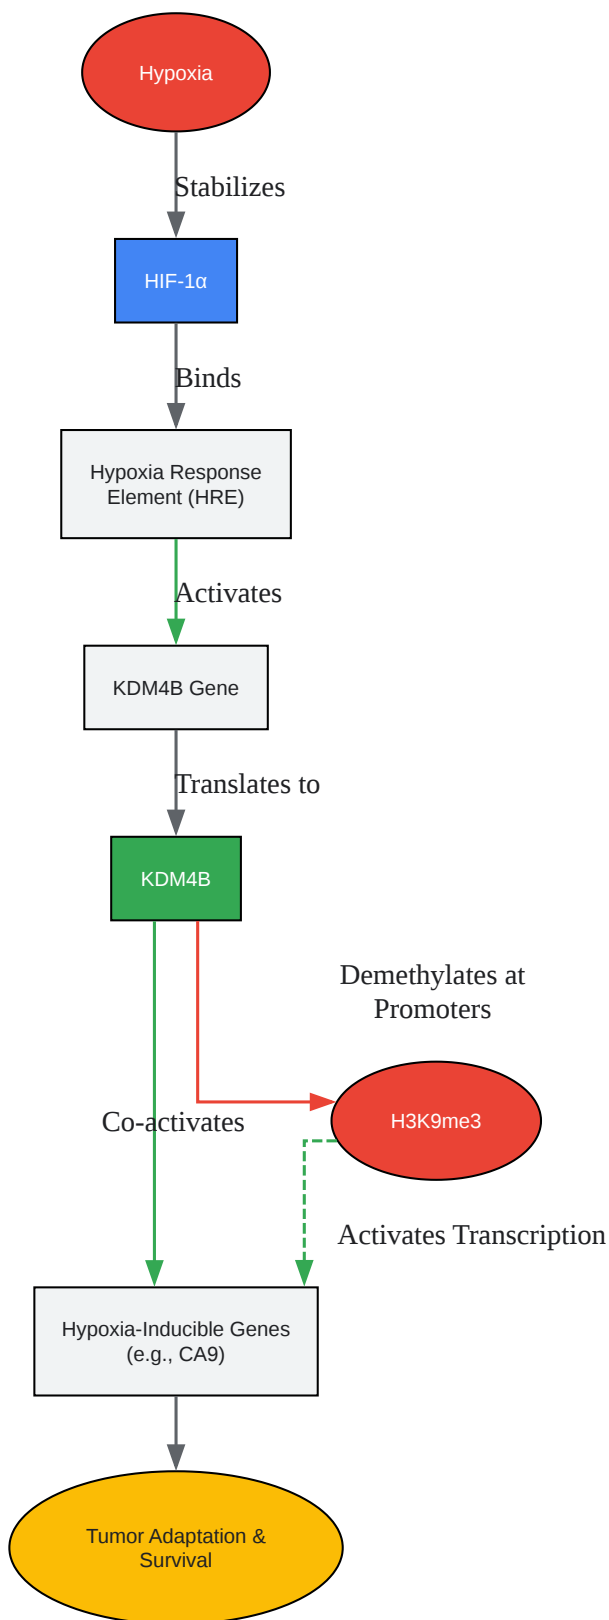 Hypoxia
Stabilizes
HIF-1α
Binds
Hypoxia Response
Element (HRE)
Activates
KDM4B Gene
Translates to
KDM4B
Demethylates at
Promoters
Co-activates
H3K9me3
Activates Transcription
Hypoxia-Inducible Genes
(e.g., CA9)
Tumor Adaptation &
Survival